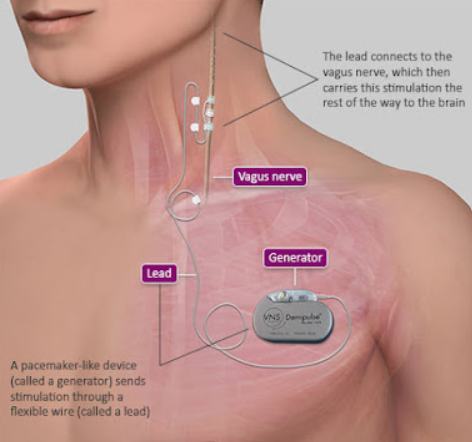 The lead connects to the
vagus nerve, which then
carries this stimulation the
rest of the way to the brain
Vagus nerve
Generator
Lead
VNS Demipulse
A pacemaker-like device
(called a generator) sends
stimulation through a
flexible wire (called a lead)